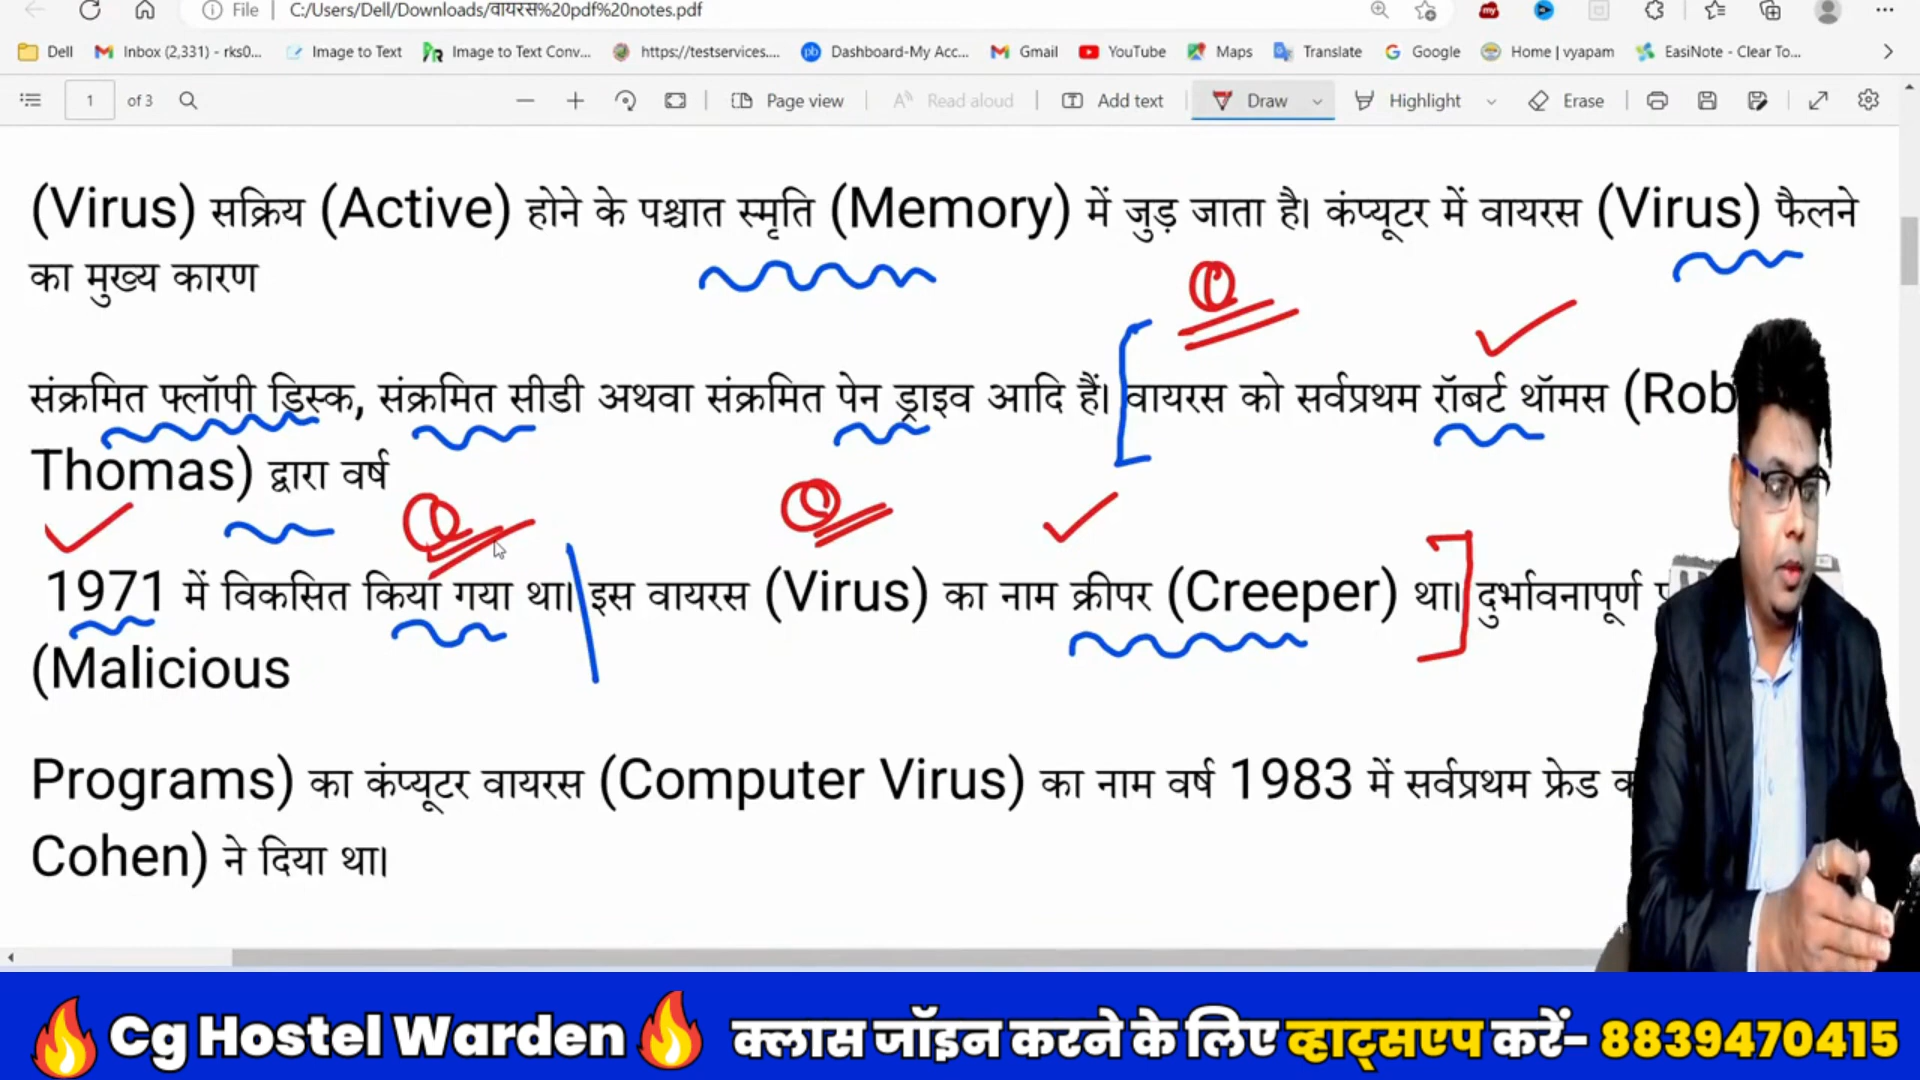 File C:/Users/Dell/Downloads/वायरस%20pdf%20notes.pdf
Dell Inbox (2,331) - rks0... Image to Text Image to Text Conv... https://testservices.... Dashboard-My Acc... Gmail YouTube Maps Translate Google Home | vyapam EasiNote - Clear To...
1 of 3 Page view Read aloud Add text Draw Highlight Erase
(Virus) सक्रिय (Active) होने के पश्चात स्मृति (Memory) में जुड़ जाता है। कंप्यूटर में वायरस (Virus) फैलने
का मुख्य कारण
संक्रमित फ्लॉपी डिस्क, संक्रमित सीडी अथवा संक्रमित पेन ड्राइव आदि हैं। वायरस को सर्वप्रथम रॉबर्ट थॉमस (Rob
Thomas) द्वारा वर्ष
1971 में विकसित किया गया था। इस वायरस (Virus) का नाम क्रीपर (Creeper) था। दुर्भावनापूर्ण
(Malicious
Programs) का कंप्यूटर वायरस (Computer Virus) का नाम वर्ष 1983 में सर्वप्रथम फ्रेड
Cohen) ने दिया था।
Cg Hostel Warden क्लास जॉइन करने के लिए व्हाट्सएप करें- 8839470415